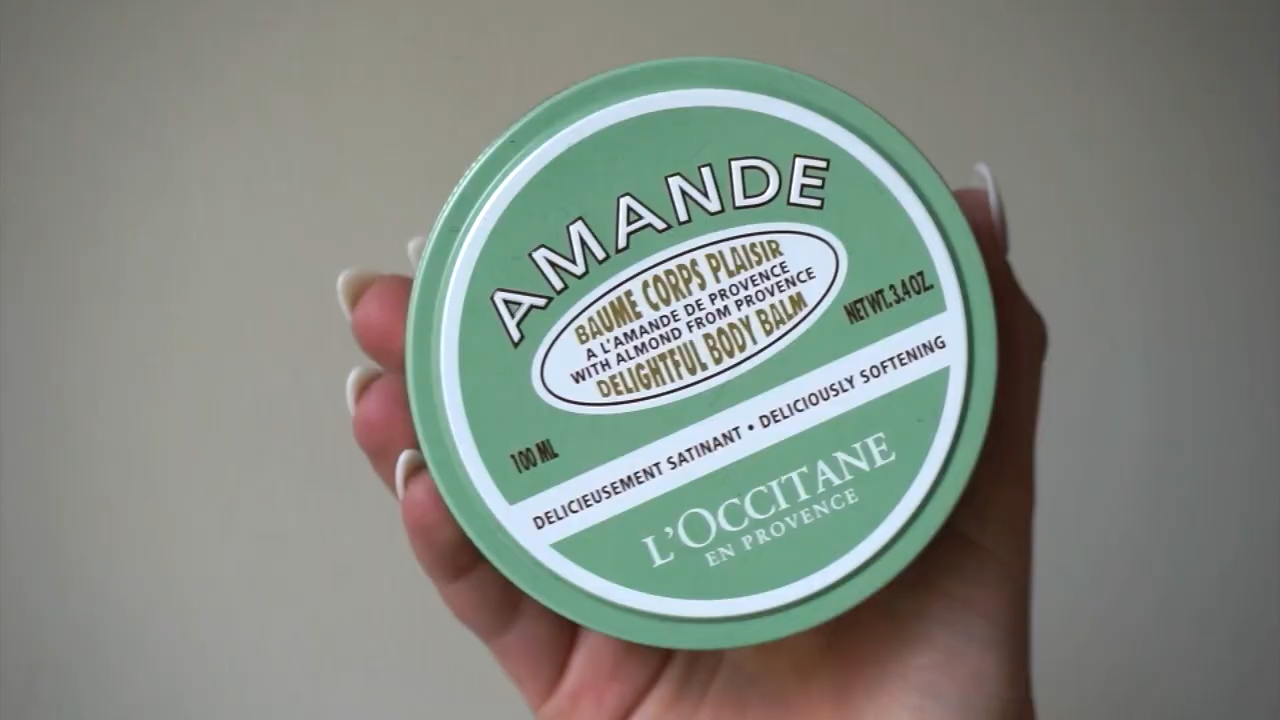 AMANDE
BAUME CORPS PLAISIR
A L'AMANDE DE PROVENCE
WITH ALMOND FROM PROVENCE
DELIGHTFUL BODY BALM
NET WT. 3.4 OZ.
100 ML
DELICIEUSEMENT SATINANT • DELICIOUSLY SOFTENING
L'OCCITANE
EN PROVENCE